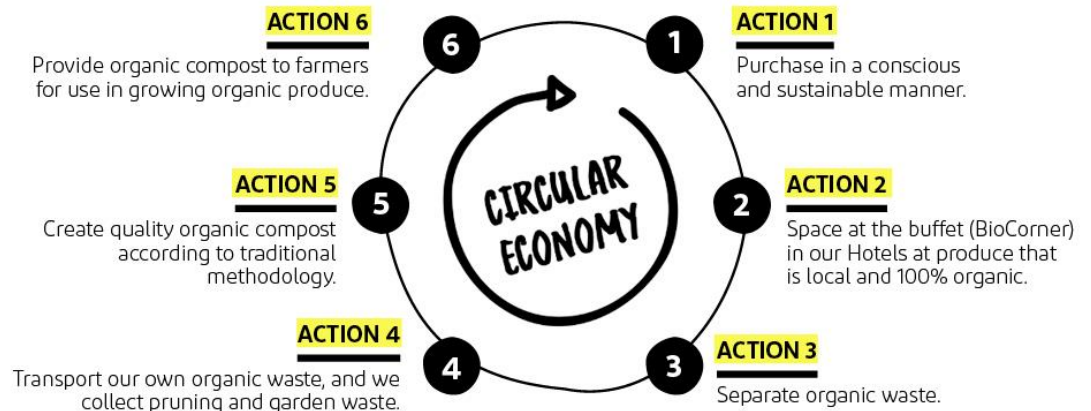 ACTION 1
1
Purchase in a conscious
and sustainable manner.
ACTION 2
2
Space at the buffet (BioCorner)
in our Hotels at produce that
is local and 100% organic.
ACTION 3
3
Separate organic waste.
ACTION 4
4
Transport our own organic waste, and we
collect pruning and garden waste.
ACTION 5
5
Create quality organic compost
according to traditional
methodology.
ACTION 6
6
Provide organic compost to farmers
for use in growing organic produce.
CIRCULAR
ECONOMY